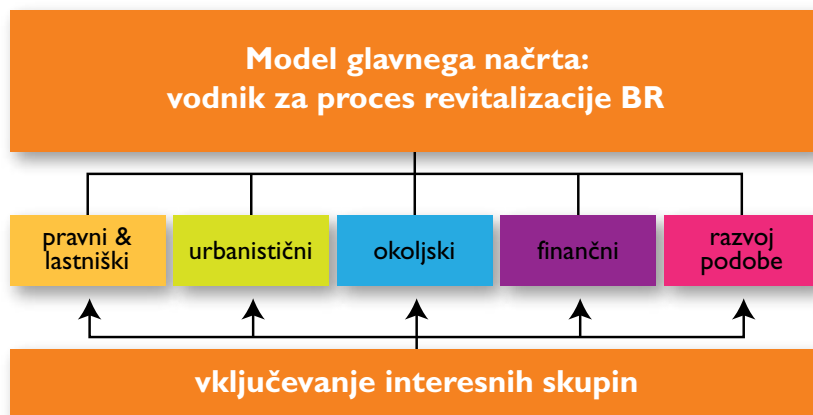 Model glavnega načrta:
vodnik za proces revitalizacije BR
pravni &
lastniški
urbanistični
okoljski
finančni
razvoj
podobe
vključevanje interesnih skupin